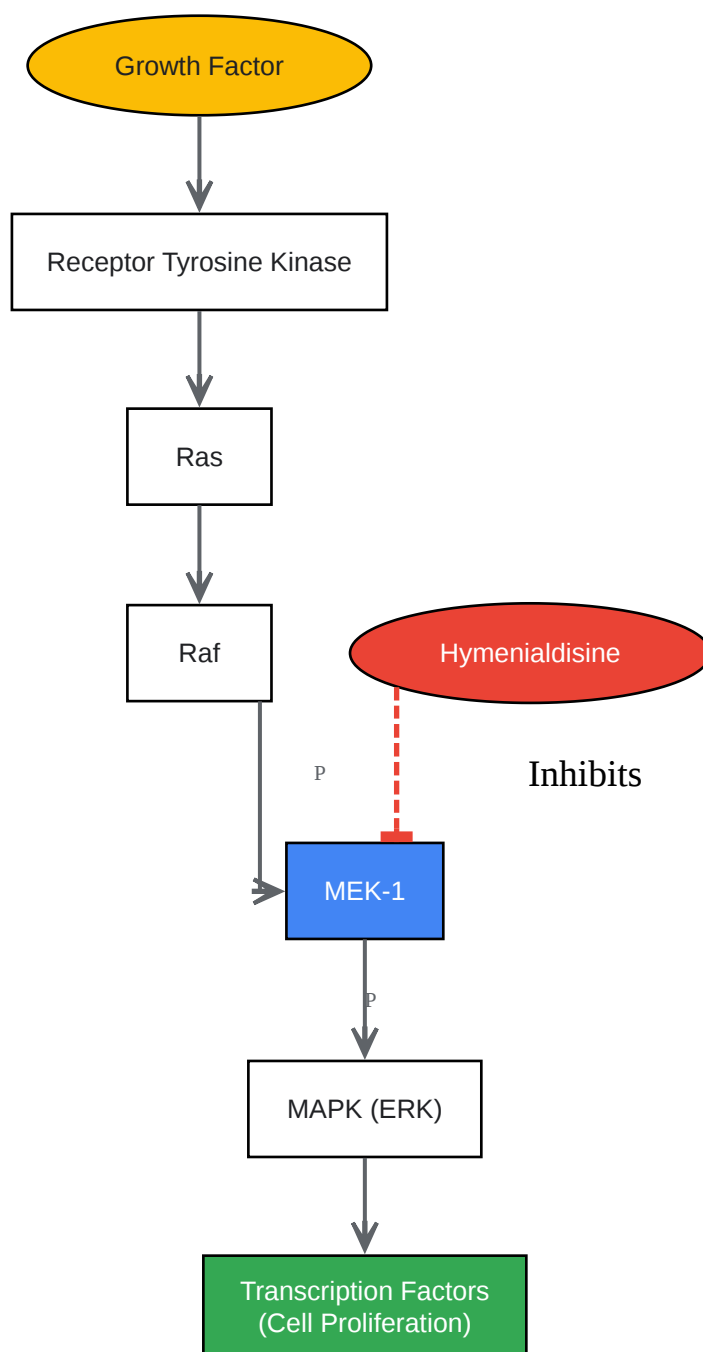 Growth Factor
Receptor Tyrosine Kinase
Ras
Raf
Hymenialdisine
P
Inhibits
MEK-1
P
MAPK (ERK)
Transcription Factors
(Cell Proliferation)